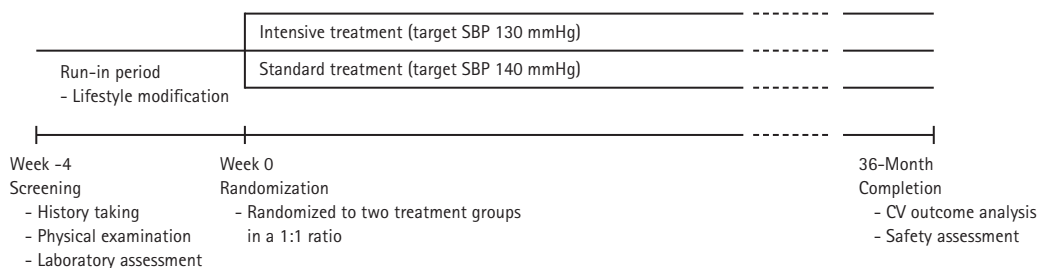 Intensive treatment (target SBP 130 mmHg)
Standard treatment (target SBP 140 mmHg)
Run-in period
- Lifestyle modification
Week -4
Screening
- History taking
- Physical examination
- Laboratory assessment
Week 0
Randomization
- Randomized to two treatment groups
in a 1:1 ratio
36-Month
Completion
- CV outcome analysis
- Safety assessment